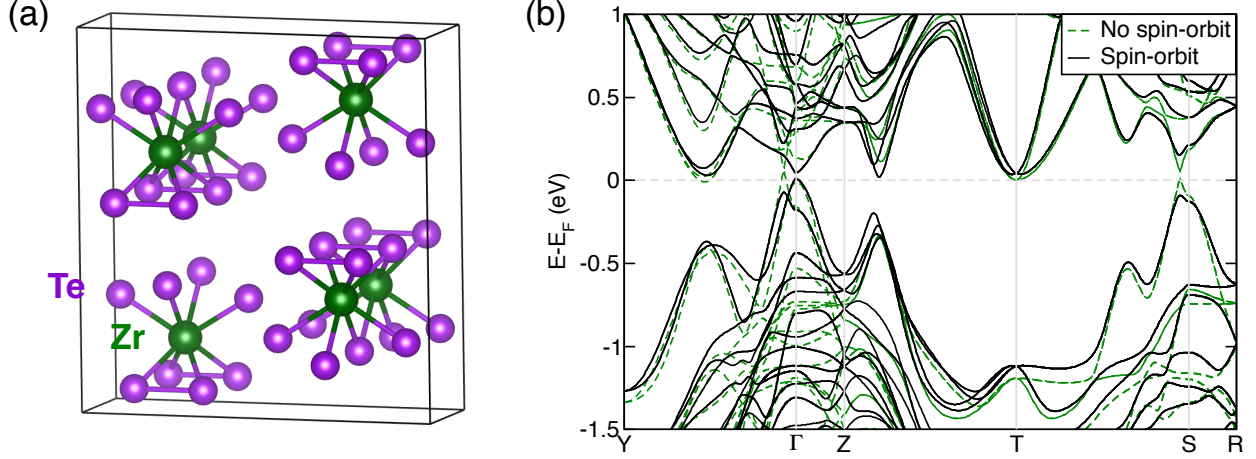 (a)
Te
Zr
(b)
No spin-orbit
Spin-orbit
E-E_F (eV)
1
0.5
0
-0.5
-1
-1.5
Y Γ Z T S R